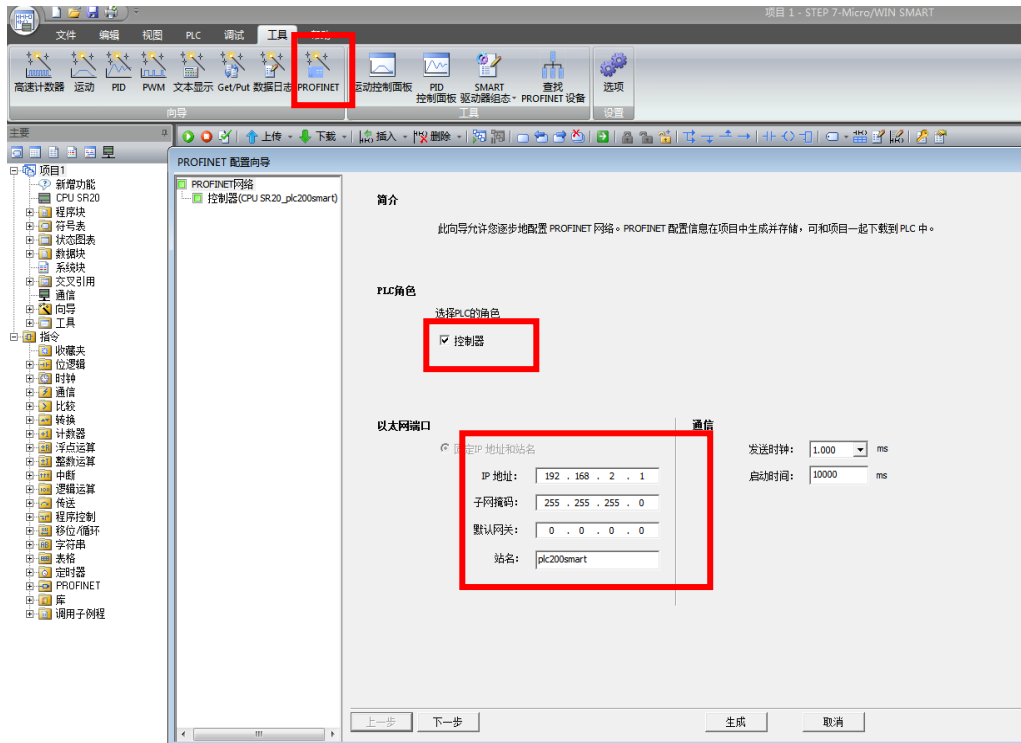 项目 1 - STEP 7-Micro/WIN SMART
文件 编辑 视图 PLC 调试 工具
高速计数器 运动 PID PWM 文本显示 Get/Put 数据日志 PROFINET 运动控制面板 PID 控制面板 SMART 驱动器组态 查找 PROFINET 设备 选项
向导 工具 设置
主要
上传 下载 插入 删除
项目1
新增功能
CPU SR20
程序块
符号表
状态图表
数据块
系统块
交叉引用
通信
向导
工具
指令
收藏夹
位逻辑
时钟
通信
比较
转换
计数器
浮点运算
整数运算
中断
逻辑运算
传送
程序控制
移位/循环
字符串
表格
定时器
PROFINET
库
调用子例程
PROFINET 配置向导
PROFINET网络
控制器(CPU SR20_plc200smart)
简介
此向导允许您逐步地配置 PROFINET 网络。PROFINET 配置信息在项目中生成并存储，可和项目一起下载到 PLC 中。
PLC角色
选择PLC的角色
控制器
以太网端口
固定IP 地址和站名
IP 地址: 192 . 168 . 2 . 1
子网掩码: 255 . 255 . 255 . 0
默认网关: 0 . 0 . 0 . 0
站名: plc200smart
通信
发送时钟: 1.000 ms
启动时间: 10000 ms
上一步 下一步 生成 取消